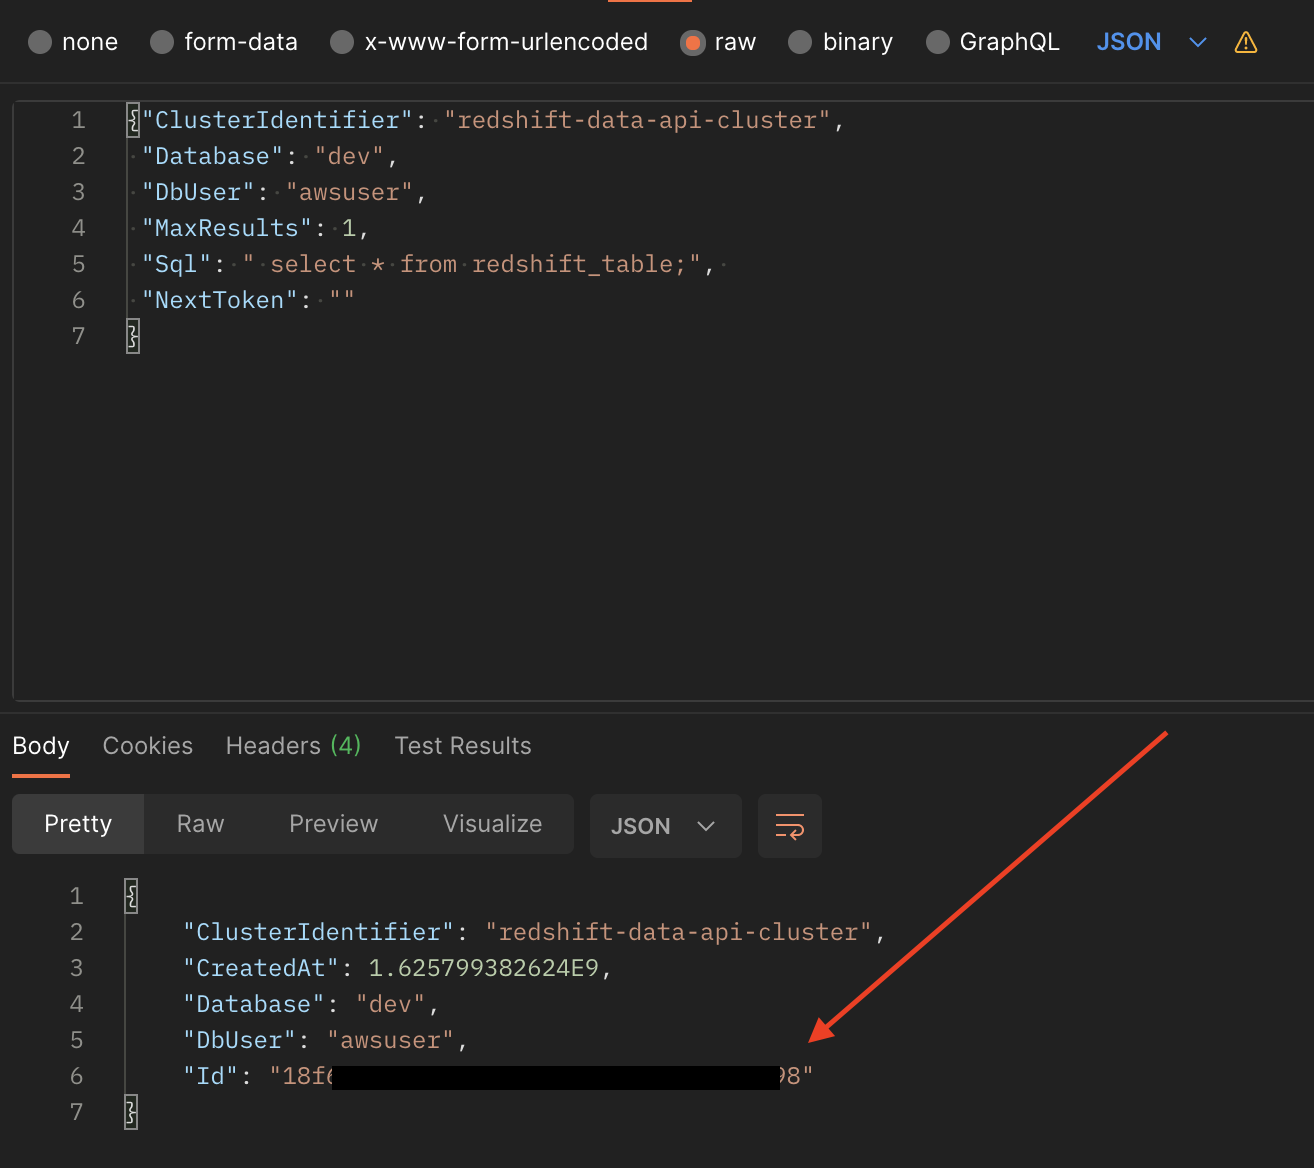 none form-data x-www-form-urlencoded raw binary GraphQL JSON
1 {"ClusterIdentifier": "redshift-data-api-cluster",
2 "Database": "dev",
3 "DbUser": "awsuser",
4 "MaxResults": 1,
5 "Sql": " select * from redshift_table;",
6 "NextToken": ""
7 }
Body Cookies Headers (4) Test Results
Pretty Raw Preview Visualize JSON
1 {
2 "ClusterIdentifier": "redshift-data-api-cluster",
3 "CreatedAt": 1.625799382624E9,
4 "Database": "dev",
5 "DbUser": "awsuser",
6 "Id": "18f 98"
7 }